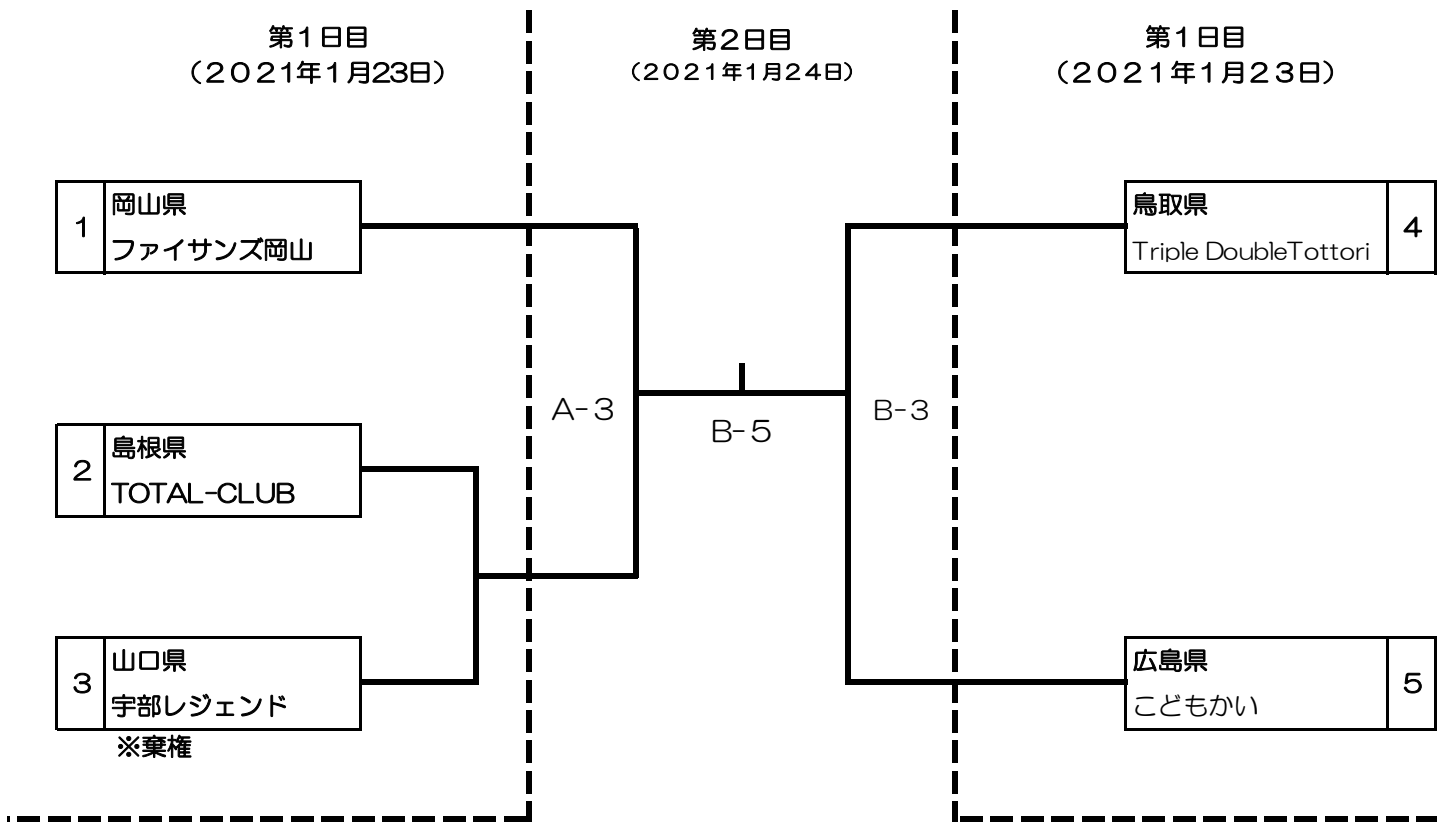 第１日目
（２０２１年１月23日）
第２日目
（２０２１年１月２４日）
第１日目
（２０２１年１月２３日）
1
岡山県
ファイサンズ岡山
鳥取県
Triple DoubleTottori
4
A-３
B-５
B-３
2
島根県
TOTAL-CLUB
3
山口県
宇部レジェンド
※棄権
広島県
こどもかい
5